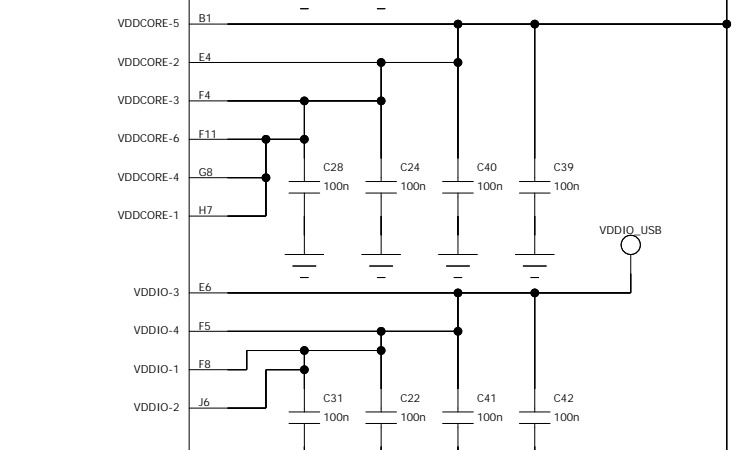 VDDCORE-5 B1
VDDCORE-2 E4
VDDCORE-3 F4
VDDCORE-6 F11
VDDCORE-4 G8
VDDCORE-1 H7
C28 C24 C40 C39
100n 100n 100n 100n
VDDIO_USB
VDDIO-3 E6
VDDIO-4 F5
VDDIO-1 F8
VDDIO-2 J6
C31 C22 C41 C42
100n 100n 100n 100n